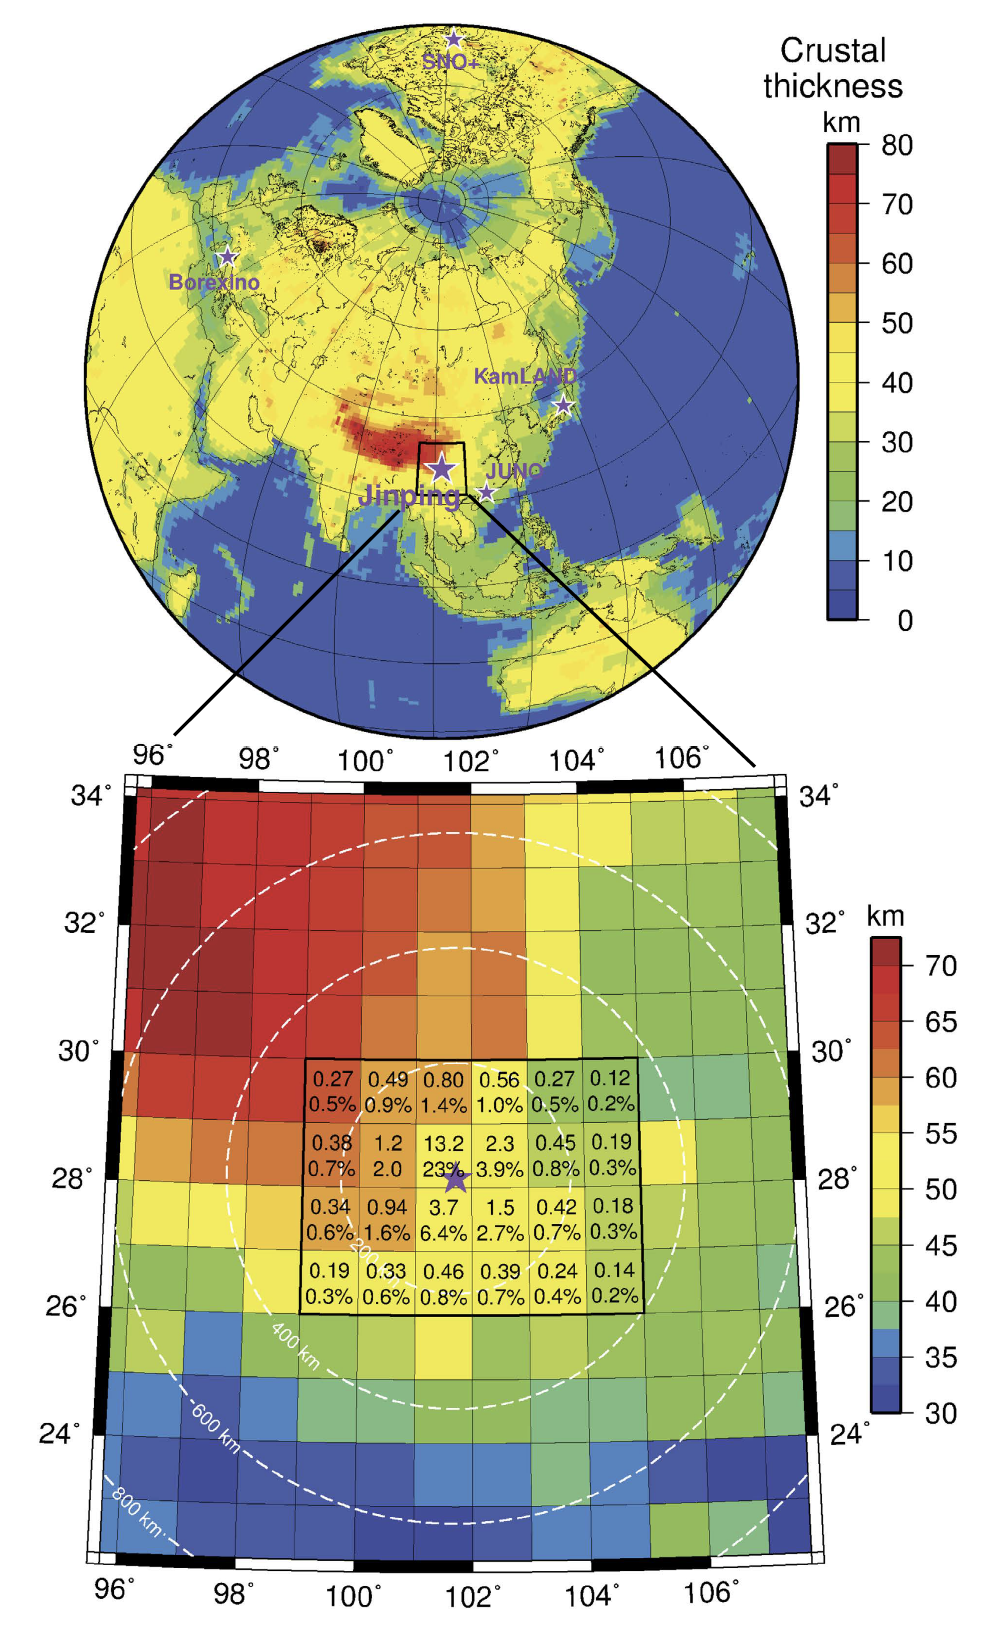 Crustal
thickness
km
80
70
60
50
40
30
20
10
0
SNO+
Borexino
KamLAND
JUNO
Jinping
96° 98° 100° 102° 104° 106°
34° 34°
32° 32°
30° 30°
28° 28°
26° 26°
24° 24°
96° 98° 100° 102° 104° 106°
0.27 0.49 0.80 0.56 0.27 0.12
0.5% 0.9% 1.4% 1.0% 0.5% 0.2%
0.38 1.2 13.2 2.3 0.45 0.19
0.7% 2.0 23% 3.9% 0.8% 0.3%
0.34 0.94 3.7 1.5 0.42 0.18
0.6% 1.6% 6.4% 2.7% 0.7% 0.3%
0.19 0.33 0.46 0.39 0.24 0.14
0.3% 0.6% 0.8% 0.7% 0.4% 0.2%
400 km
600 km
800 km
km
70
65
60
55
50
45
40
35
30